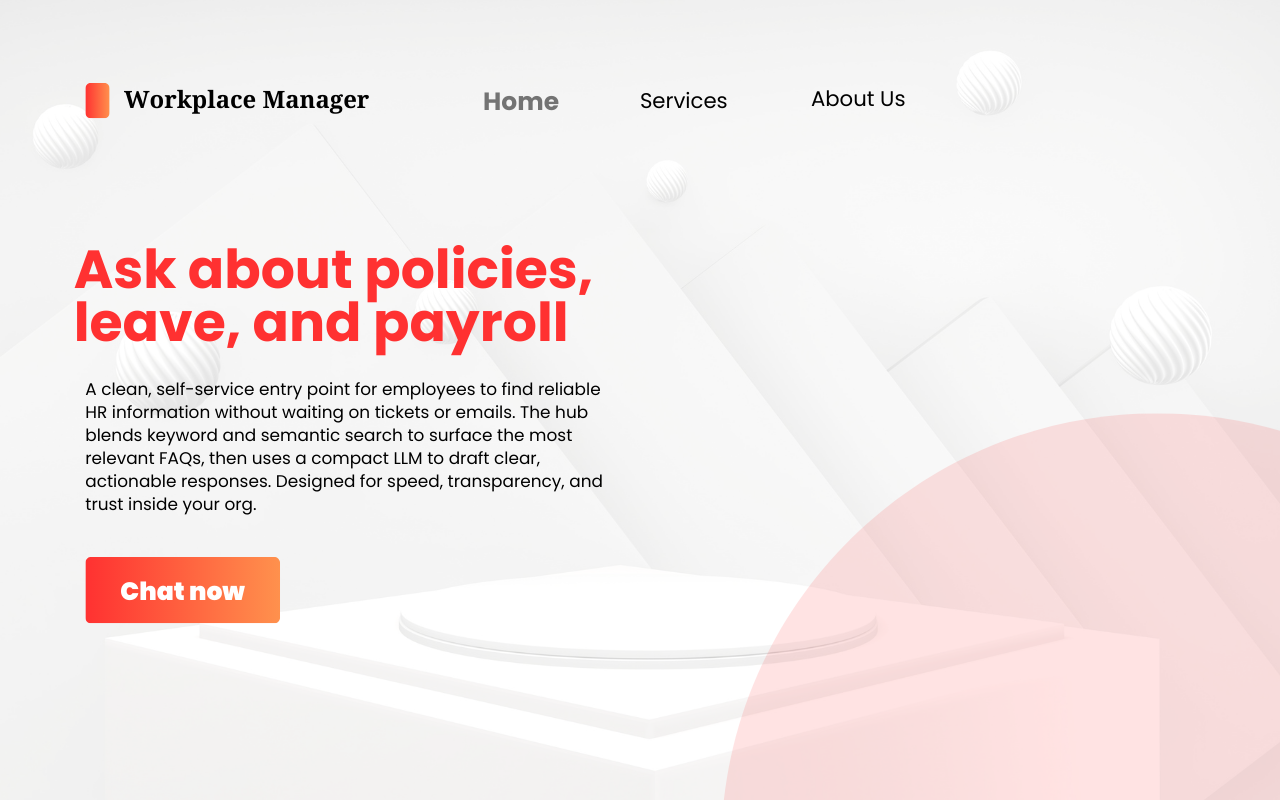 Workplace Manager
Home
Services
About Us
Ask about policies,
leave, and payroll
A clean, self-service entry point for employees to find reliable
HR information without waiting on tickets or emails. The hub
blends keyword and semantic search to surface the most
relevant FAQs, then uses a compact LLM to draft clear,
actionable responses. Designed for speed, transparency, and
trust inside your org.
Chat now